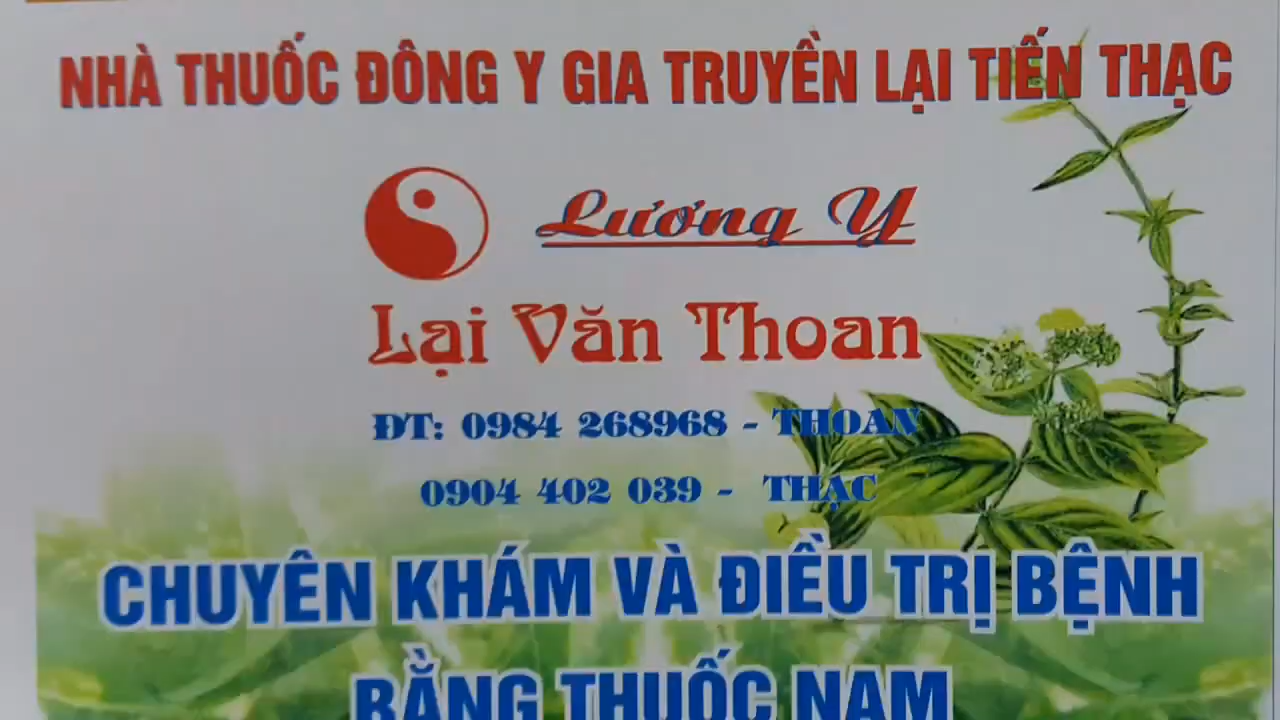 NHÀ THUỐC ĐÔNG Y GIA TRUYỀN LẠI TIẾN THẠC
Lương Y
Lại Văn Thoan
ĐT: 0984 268968 - THOAN
0904 402 039 - THẠC
CHUYÊN KHÁM VÀ ĐIỀU TRỊ BỆNH
BẰNG THUỐC NAM